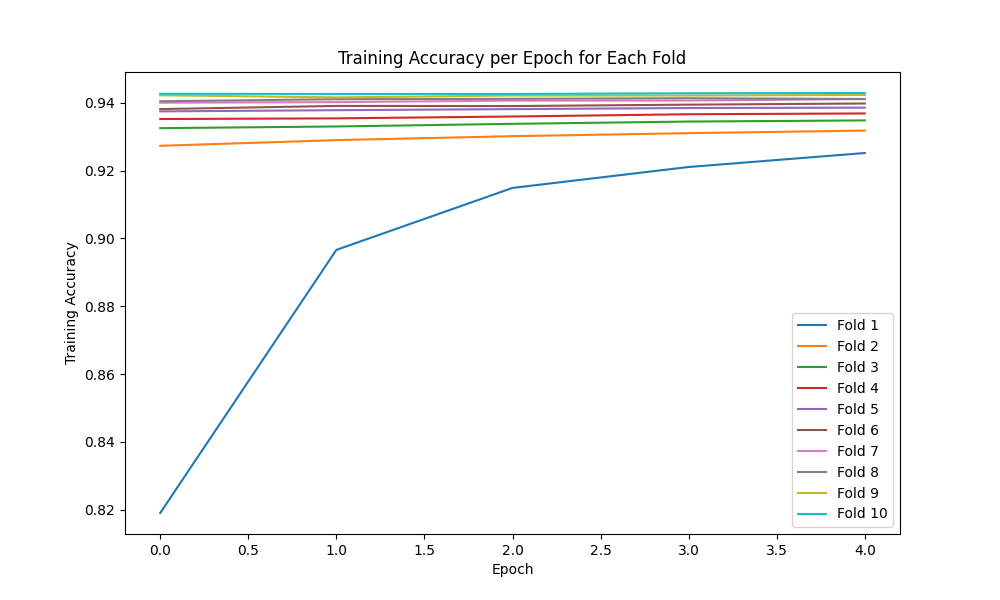 Training Accuracy per Epoch for Each Fold
Training Accuracy
0.94
0.92
0.90
0.88
0.86
0.84
0.82
0.0 0.5 1.0 1.5 2.0 2.5 3.0 3.5 4.0
Epoch
Fold 1
Fold 2
Fold 3
Fold 4
Fold 5
Fold 6
Fold 7
Fold 8
Fold 9
Fold 10